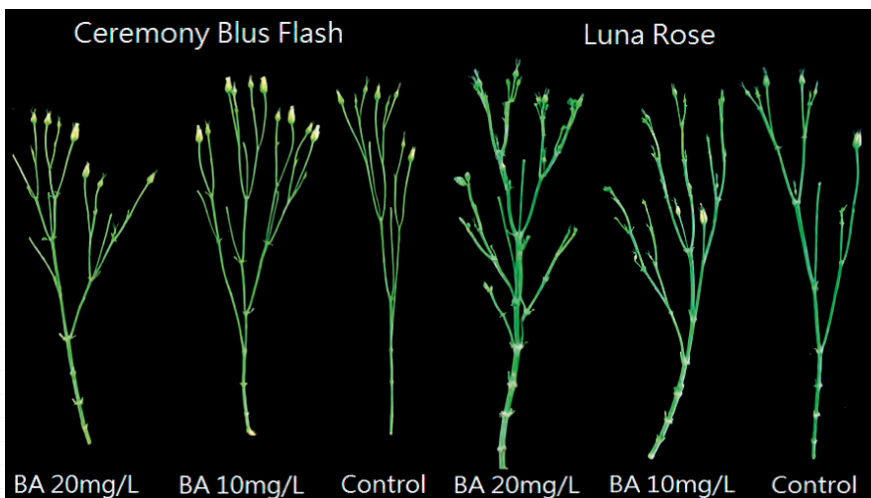 Ceremony Blus Flash
Luna Rose
BA 20mg/L
BA 10mg/L
Control
BA 20mg/L
BA 10mg/L
Control